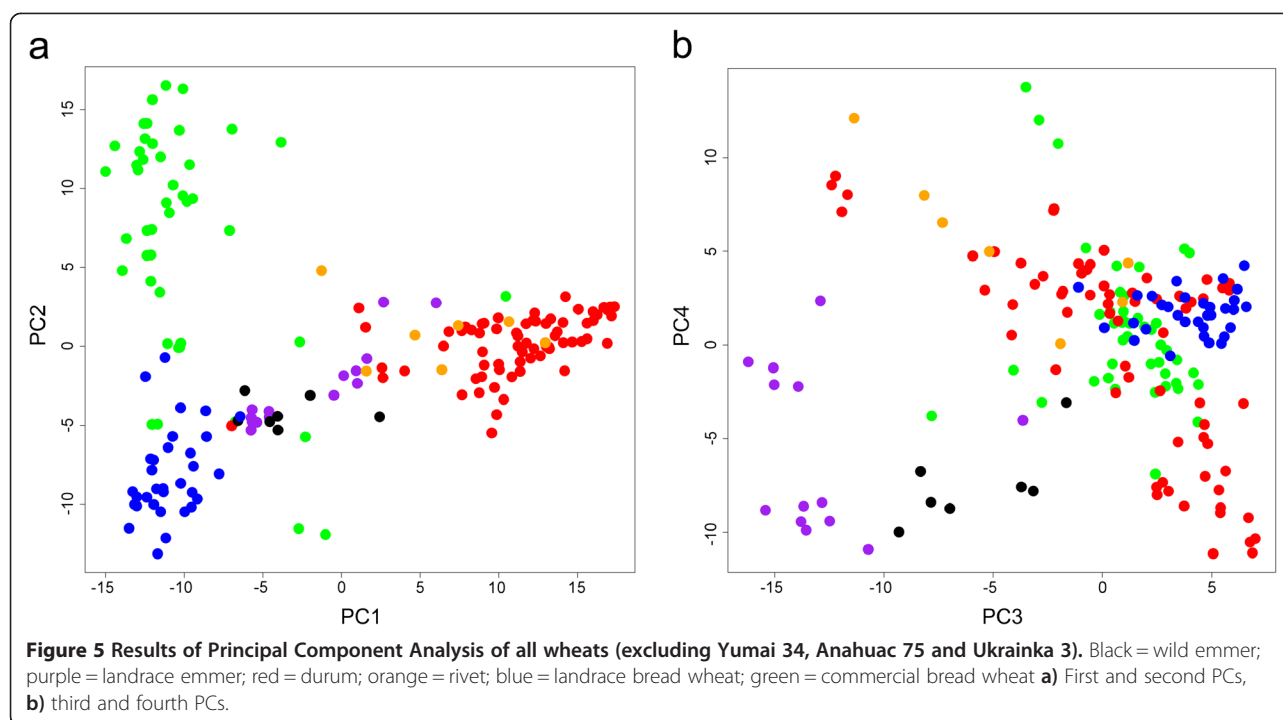 a
b
15
10
5
0
-5
-10
PC2
-15
-10
-5
0
5
10
15
PC1
10
5
0
-5
-10
PC4
-15
-10
-5
0
5
PC3
Figure 5 Results of Principal Component Analysis of all wheats (excluding Yumai 34, Anahuac 75 and Ukrainka 3). Black = wild emmer;
purple = landrace emmer; red = durum; orange = rivet; blue = landrace bread wheat; green = commercial bread wheat a) First and second PCs,
b) third and fourth PCs.